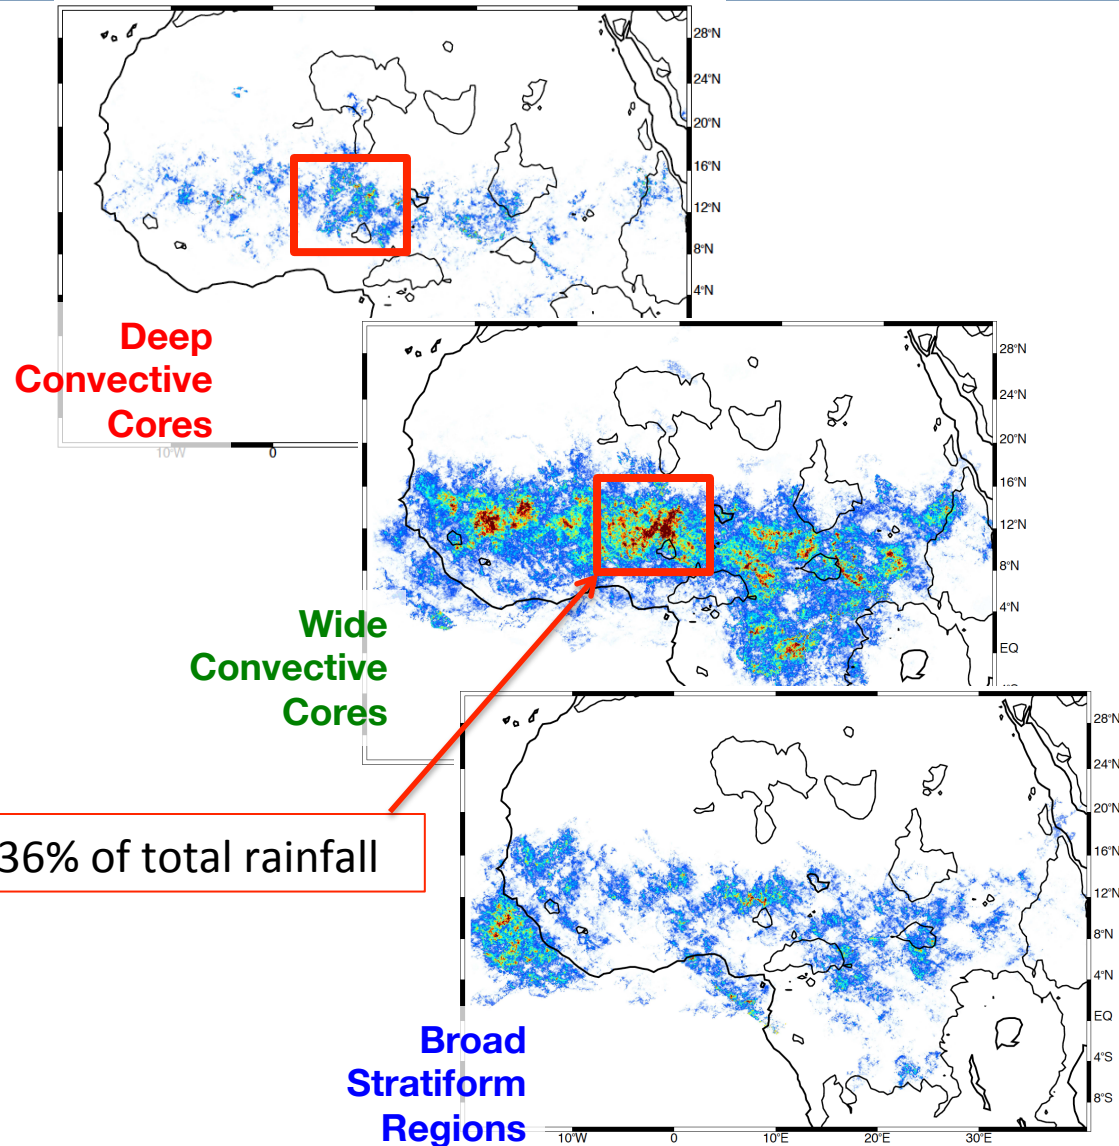 28°N
24°N
20°N
16°N
12°N
8°N
4°N
Deep
Convective
Cores
10°W 0
28°N
24°N
20°N
16°N
12°N
8°N
4°N
EQ
Wide
Convective
Cores
36% of total rainfall
28°N
24°N
20°N
16°N
12°N
8°N
4°N
EQ
4°S
8°S
Broad
Stratiform
Regions
10°W 0 10°E 20°E 30°E